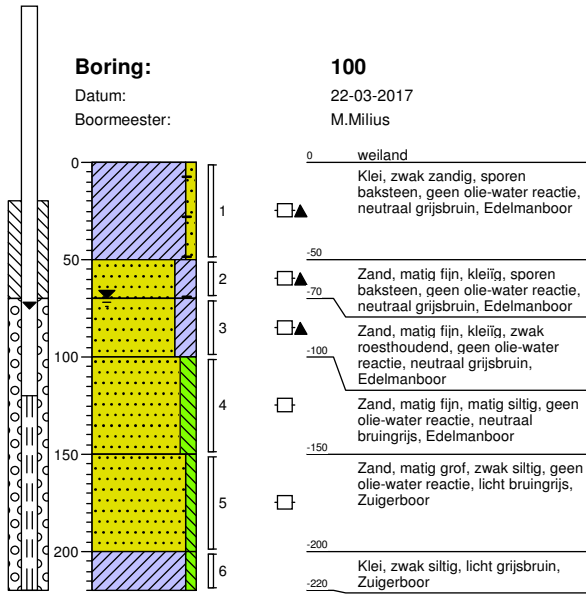 Boring: 100
Datum: 22-03-2017
Boormeester: M.Milius
0
50
100
150
200
1
2
3
4
5
6
0 weiland
Klei, zwak zandig, sporen
baksteen, geen olie-water reactie,
neutraal grijsbruin, Edelmanboor
-50
Zand, matig fijn, kleiïg, sporen
baksteen, geen olie-water reactie,
neutraal grijsbruin, Edelmanboor
-70
Zand, matig fijn, kleiïg, zwak
roesthoudend, geen olie-water
reactie, neutraal grijsbruin,
Edelmanboor
-100
Zand, matig fijn, matig siltig, geen
olie-water reactie, neutraal
bruingrijs, Edelmanboor
-150
Zand, matig grof, zwak siltig, geen
olie-water reactie, licht bruingrijs,
Zuigerboor
-200
Klei, zwak siltig, licht grijsbruin,
Zuigerboor
-220